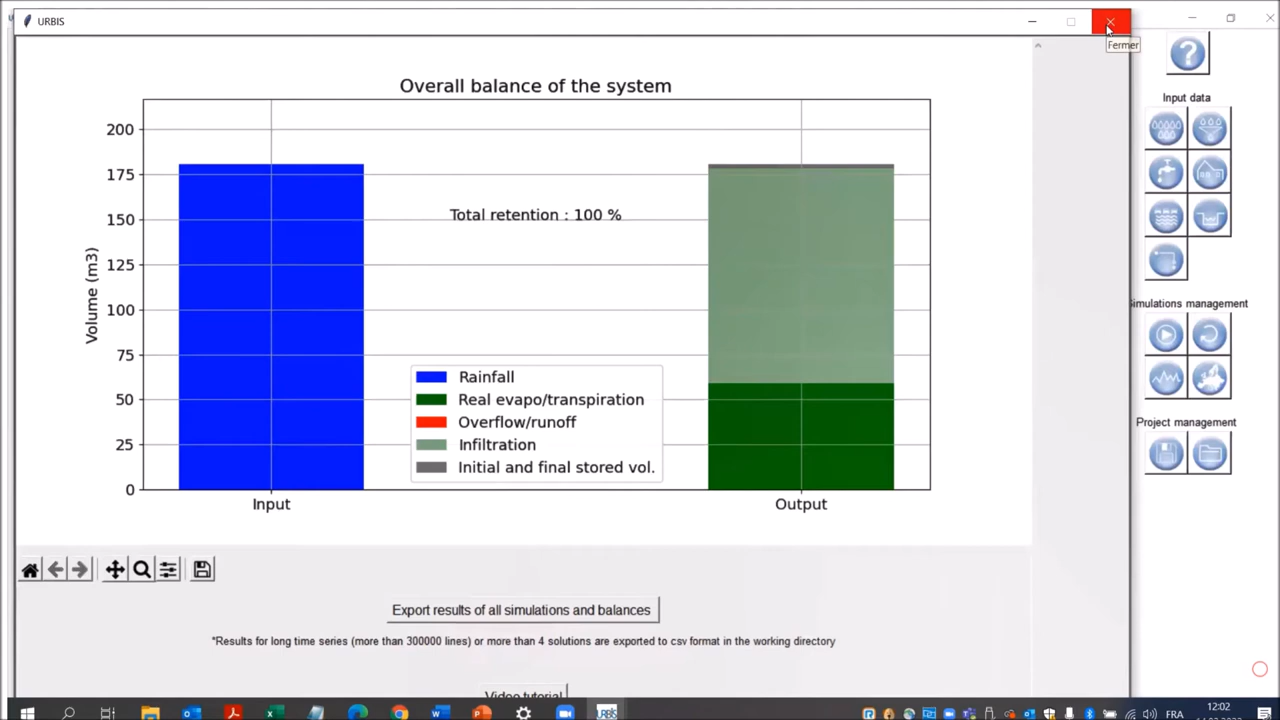 URBIS
Fermer
Overall balance of the system
200
175
150
125
100
75
50
25
0
Volume (m3)
Total retention : 100 %
Rainfall
Real evapo/transpiration
Overflow/runoff
Infiltration
Initial and final stored vol.
Input
Output
Export results of all simulations and balances
*Results for long time series (more than 300000 lines) or more than 4 solutions are exported to csv format in the working directory
Video tutorial
Input data
Simulations management
Project management
URBIS
FRA
12:02